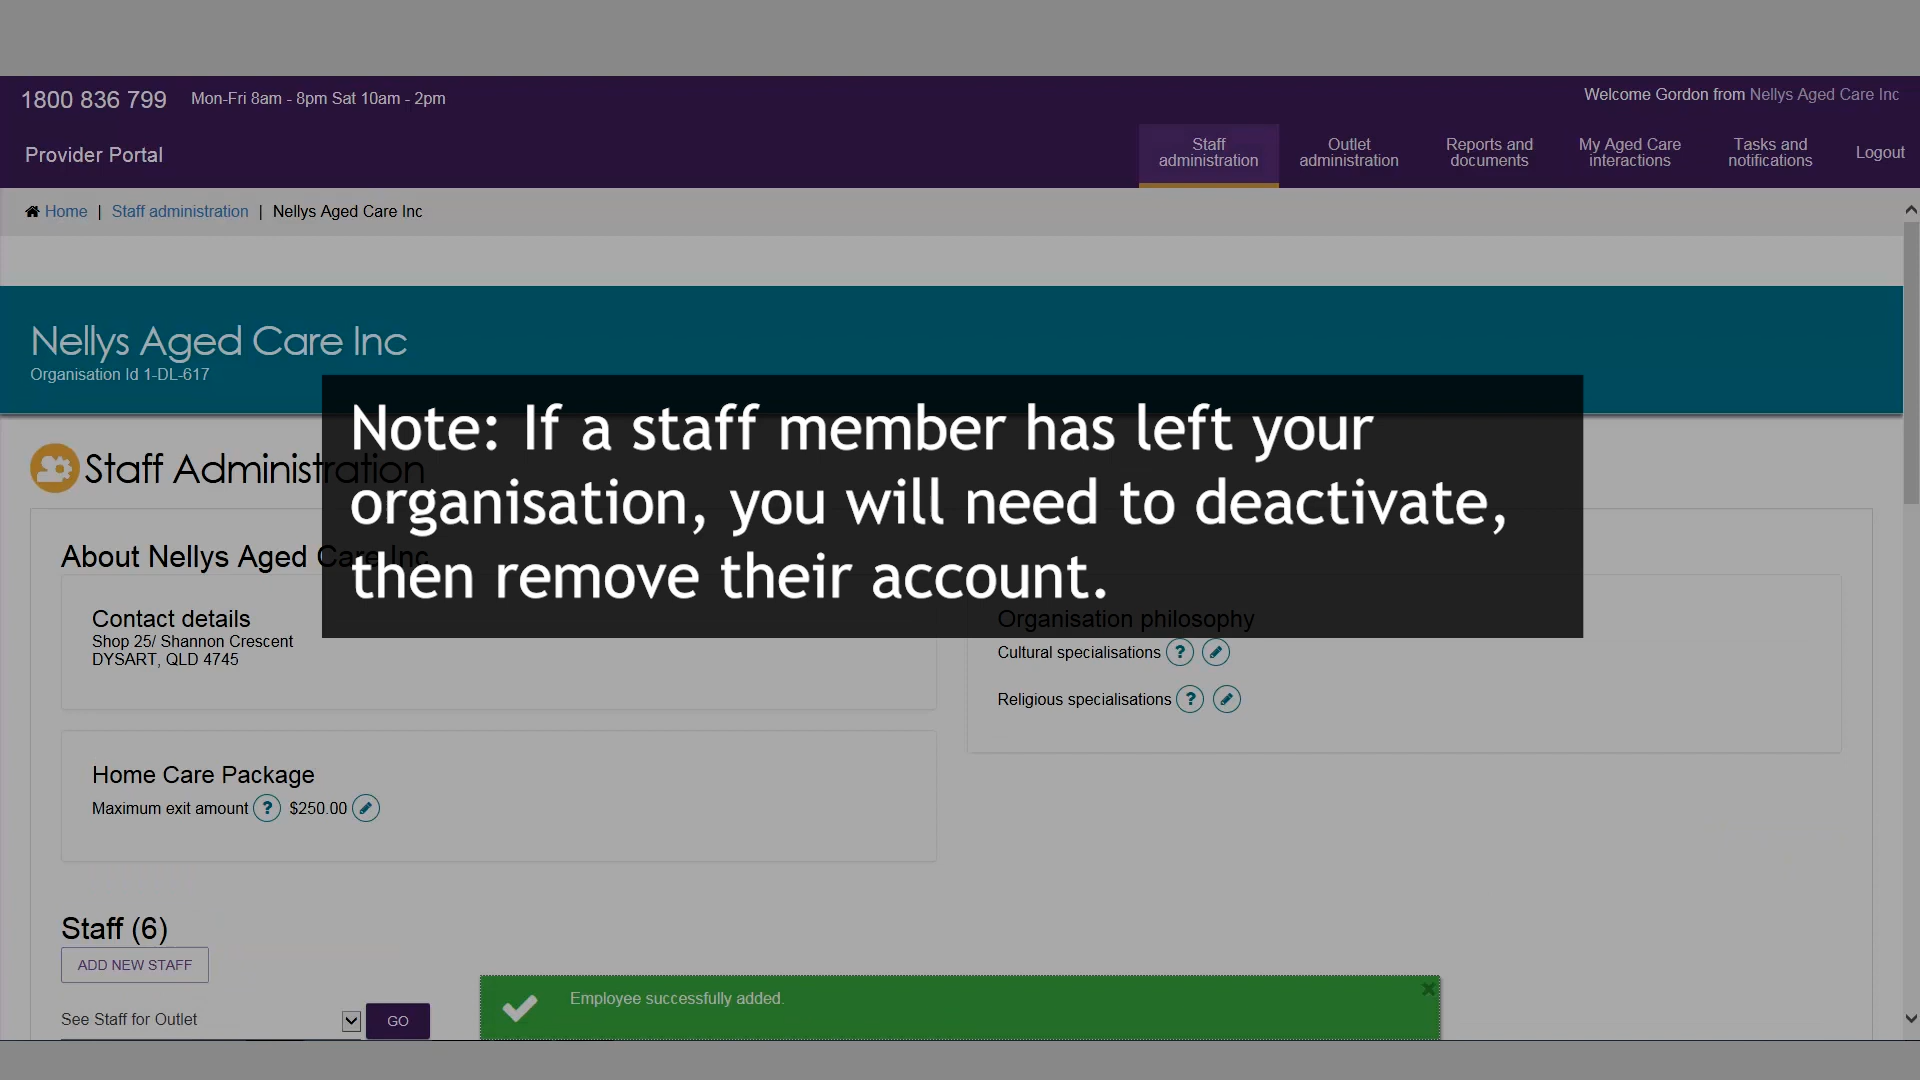 1800 836 799 Mon-Fri 8am - 8pm Sat 10am - 2pm
Welcome Gordon from Nellys Aged Care Inc
Provider Portal
Staff administration
Outlet administration
Reports and documents
My Aged Care interactions
Tasks and notifications
Logout
Home | Staff administration | Nellys Aged Care Inc
Nellys Aged Care Inc
Organisation Id 1-DL-617
Note: If a staff member has left your
organisation, you will need to deactivate,
then remove their account.
Staff Administration
About Nellys Aged Care Inc
Contact details
Shop 25/ Shannon Crescent
DYSART, QLD 4745
Organisation philosophy
Cultural specialisations ?
Religious specialisations ?
Home Care Package
Maximum exit amount ? $250.00
Staff (6)
ADD NEW STAFF
See Staff for Outlet
GO
Employee successfully added.